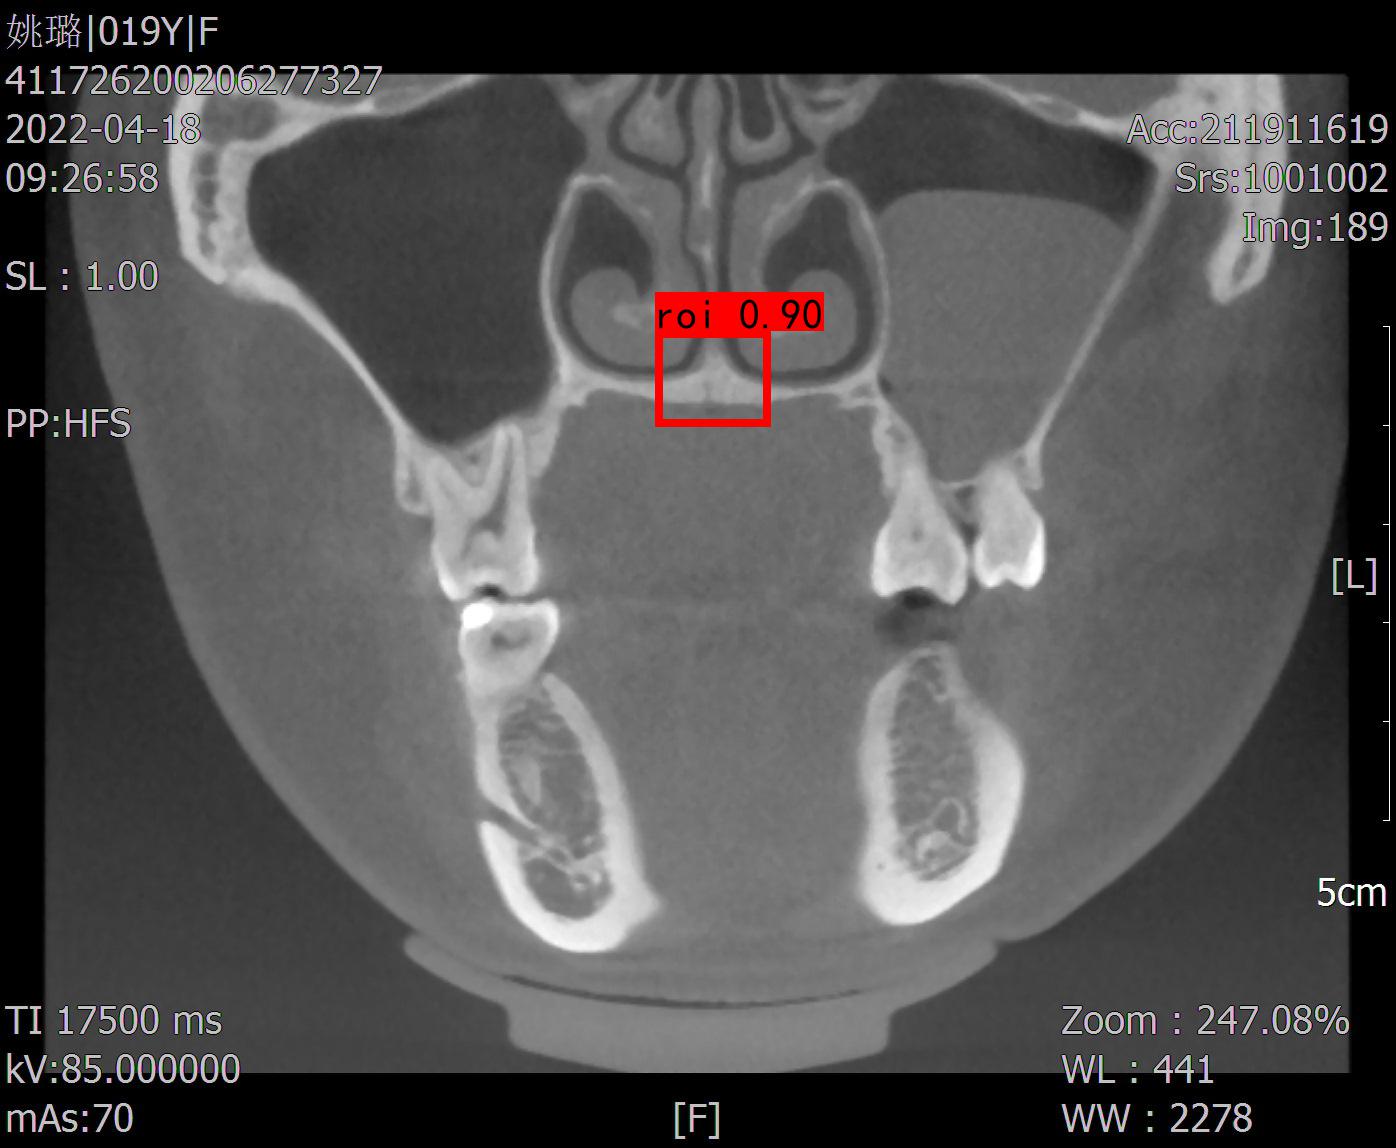 姚璐|019Y|F
411726200206277327
2022-04-18
09:26:58
SL : 1.00
PP:HFS
Acc:211911619
Srs:1001002
Img:189
roi 0.90
[L]
5cm
TI 17500 ms
kV:85.000000
mAs:70
[F]
Zoom : 247.08%
WL : 441
WW : 2278